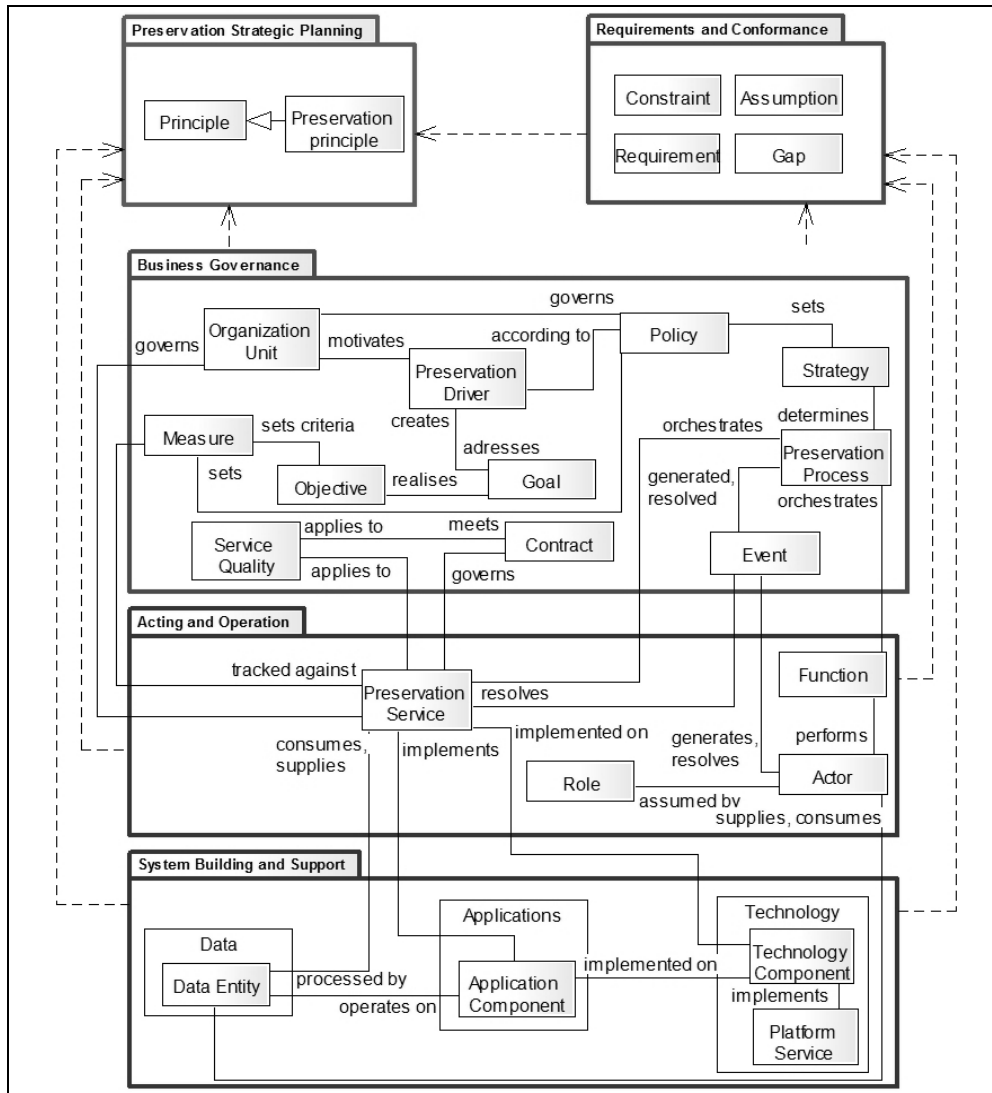 Preservation Strategic Planning
Principle
Preservation
principle
Requirements and Conformance
Constraint
Assumption
Requirement
Gap
Business Governance
governs
Organization
Unit
governs
motivates
according to
Policy
sets
Preservation
Driver
Strategy
creates
determines
Measure
sets criteria
adresses
orchestrates
Preservation
Process
sets
Objective
realises
Goal
generated,
resolved
orchestrates
applies to
meets
Service
Quality
Contract
Event
applies to
governs
Acting and Operation
tracked against
Preservation
Service
resolves
Function
consumes,
supplies
implements
implemented on
generates,
resolves
performs
Role
assumed by
Actor
supplies, consumes
System Building and Support
Data
Applications
Technology
Data Entity
processed by
operates on
Application
Component
implemented on
Technology
Component
implements
Platform
Service